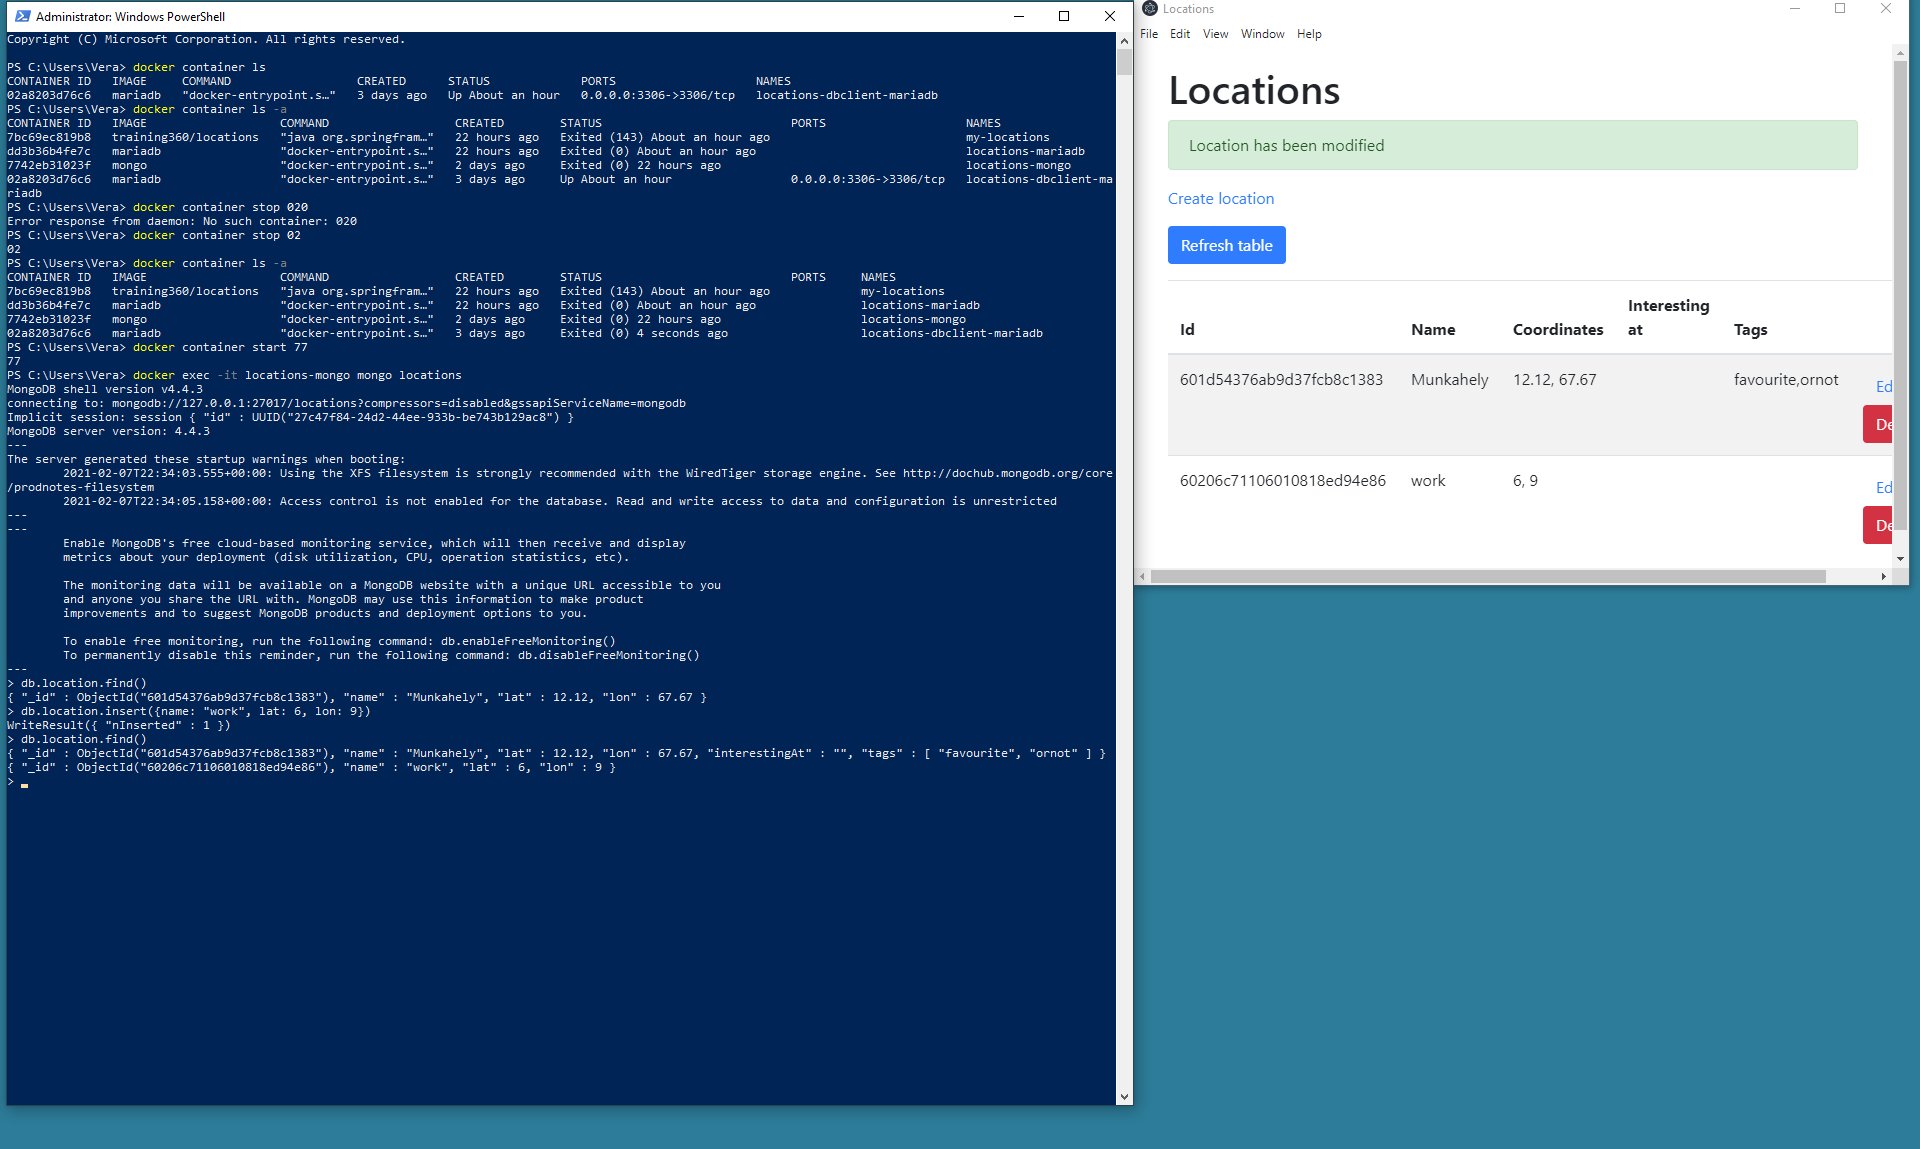 Administrator: Windows PowerShell
Copyright (C) Microsoft Corporation. All rights reserved.
PS C:\Users\Vera> docker container ls
CONTAINER ID   IMAGE     COMMAND                  CREATED      STATUS             PORTS                    NAMES
02a8203d76c6   mariadb   "docker-entrypoint.s…"   3 days ago   Up About an hour   0.0.0.0:3306->3306/tcp   locations-dbclient-mariadb
PS C:\Users\Vera> docker container ls -a
CONTAINER ID   IMAGE                   COMMAND                  CREATED        STATUS                           PORTS                    NAMES
7bc69ec819b8   training360/locations   "java org.springfram…"   22 hours ago   Exited (143) About an hour ago                            my-locations
dd3b36b4fe7c   mariadb                 "docker-entrypoint.s…"   22 hours ago   Exited (0) About an hour ago                              locations-mariadb
7742eb31023f   mongo                   "docker-entrypoint.s…"   2 days ago     Exited (0) 22 hours ago                                   locations-mongo
02a8203d76c6   mariadb                 "docker-entrypoint.s…"   3 days ago     Up About an hour                 0.0.0.0:3306->3306/tcp   locations-dbclient-ma
riadb
PS C:\Users\Vera> docker container stop 020
Error response from daemon: No such container: 020
PS C:\Users\Vera> docker container stop 02
02
PS C:\Users\Vera> docker container ls -a
CONTAINER ID   IMAGE                   COMMAND                  CREATED        STATUS                           PORTS     NAMES
7bc69ec819b8   training360/locations   "java org.springfram…"   22 hours ago   Exited (143) About an hour ago             my-locations
dd3b36b4fe7c   mariadb                 "docker-entrypoint.s…"   22 hours ago   Exited (0) About an hour ago               locations-mariadb
7742eb31023f   mongo                   "docker-entrypoint.s…"   2 days ago     Exited (0) 22 hours ago                    locations-mongo
02a8203d76c6   mariadb                 "docker-entrypoint.s…"   3 days ago     Exited (0) 4 seconds ago                   locations-dbclient-mariadb
PS C:\Users\Vera> docker container start 77
77
PS C:\Users\Vera> docker exec -it locations-mongo mongo locations
MongoDB shell version v4.4.3
connecting to: mongodb://127.0.0.1:27017/locations?compressors=disabled&gssapiServiceName=mongodb
Implicit session: session { "id" : UUID("27c47f84-24d2-44ee-933b-be743b129ac8") }
MongoDB server version: 4.4.3
---
The server generated these startup warnings when booting:
2021-02-07T22:34:03.555+00:00: Using the XFS filesystem is strongly recommended with the WiredTiger storage engine. See http://dochub.mongodb.org/core
/prodnotes-filesystem
2021-02-07T22:34:05.158+00:00: Access control is not enabled for the database. Read and write access to data and configuration is unrestricted
---
---
Enable MongoDB's free cloud-based monitoring service, which will then receive and display
metrics about your deployment (disk utilization, CPU, operation statistics, etc).
The monitoring data will be available on a MongoDB website with a unique URL accessible to you
and anyone you share the URL with. MongoDB may use this information to make product
improvements and to suggest MongoDB products and deployment options to you.
To enable free monitoring, run the following command: db.enableFreeMonitoring()
To permanently disable this reminder, run the following command: db.disableFreeMonitoring()
---
> db.location.find()
{ "_id" : ObjectId("601d54376ab9d37fcb8c1383"), "name" : "Munkahely", "lat" : 12.12, "lon" : 67.67 }
> db.location.insert({name: "work", lat: 6, lon: 9})
WriteResult({ "nInserted" : 1 })
> db.location.find()
{ "_id" : ObjectId("601d54376ab9d37fcb8c1383"), "name" : "Munkahely", "lat" : 12.12, "lon" : 67.67, "interestingAt" : "", "tags" : [ "favourite", "ornot" ] }
{ "_id" : ObjectId("60206c71106010818ed94e86"), "name" : "work", "lat" : 6, "lon" : 9 }
>
Locations
File Edit View Window Help
Locations
Location has been modified
Create location
Refresh table
Id Name Coordinates Interesting at Tags
601d54376ab9d37fcb8c1383 Munkahely 12.12, 67.67 favourite,ornot Ed
De
60206c71106010818ed94e86 work 6, 9 Ed
De